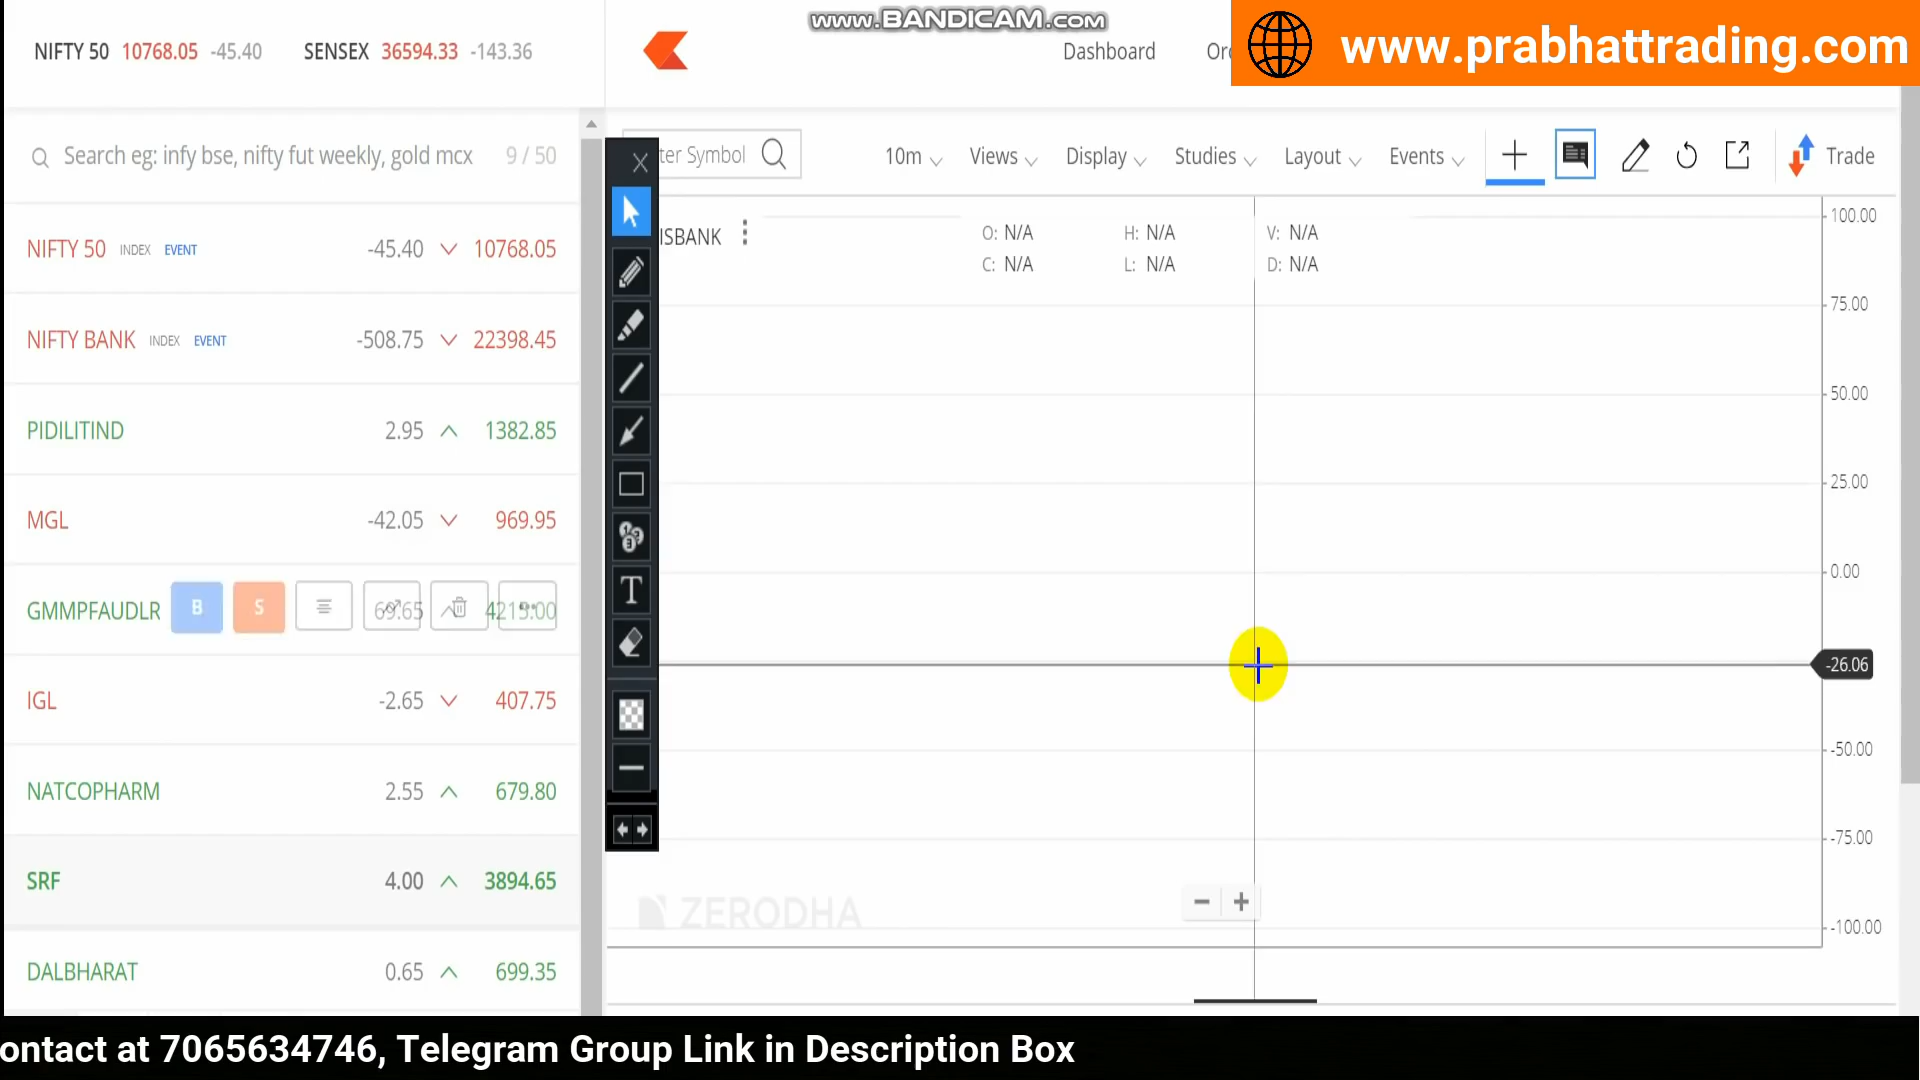 www.BANDICAM.com
www.prabhattrading.com
NIFTY 50 10768.05 -45.40 SENSEX 36594.33 -143.36
Dashboard
Search eg: infy bse, nifty fut weekly, gold mcx 9 / 50
ter Symbol 10m Views Display Studies Layout Events Trade
NIFTY 50 INDEX EVENT -45.40 10768.05
NIFTY BANK INDEX EVENT -508.75 22398.45
PIDILITIND 2.95 1382.85
MGL -42.05 969.95
GMMPFAUDLR B S 69.65 4215.00
IGL -2.65 407.75
NATCOPHARM 2.55 679.80
SRF 4.00 3894.65
DALBHARAT 0.65 699.35
ISBANK
O: N/A H: N/A V: N/A
C: N/A L: N/A D: N/A
100.00
75.00
50.00
25.00
0.00
-26.06
-50.00
-75.00
-100.00
T
ZERODHA
ontact at 7065634746, Telegram Group Link in Description Box